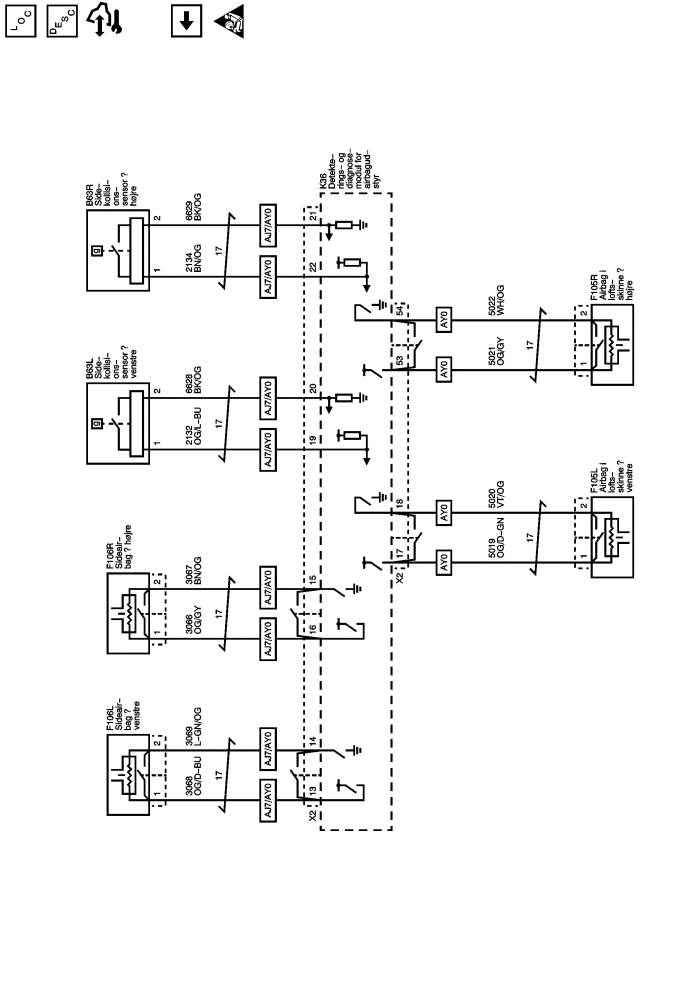 LOC
DESC
B63R
Side–
kollisi–
ons–
sensor ?
højre
g
1
2
2134
BN/OG
6629
BK/OG
17
AJ7/AY0
AJ7/AY0
22
21
K36
Detekte–
rings– og
diagnose–
modul for
airbagud–
styr
B63L
Side–
kollisi–
ons–
sensor ?
venstre
g
1
2
2132
OG/L–BU
6628
BK/OG
17
AJ7/AY0
AJ7/AY0
19
20
F106R
Sideair–
bag ? højre
1
2
3066
OG/GY
3067
BN/OG
17
AJ7/AY0
AJ7/AY0
16
15
F106L
Sideair–
bag ?
venstre
1
2
3068
OG/D–BU
3069
L–GN/OG
17
AJ7/AY0
AJ7/AY0
X2
13
14
53
54
AY0
AY0
5021
OG/GY
5022
WH/OG
17
1
2
F105R
Airbag i
lofts–
skinne ?
højre
X2
17
18
AY0
AY0
5019
OG/D–GN
5020
VT/OG
17
1
2
F105L
Airbag i
lofts–
skinne ?
venstre